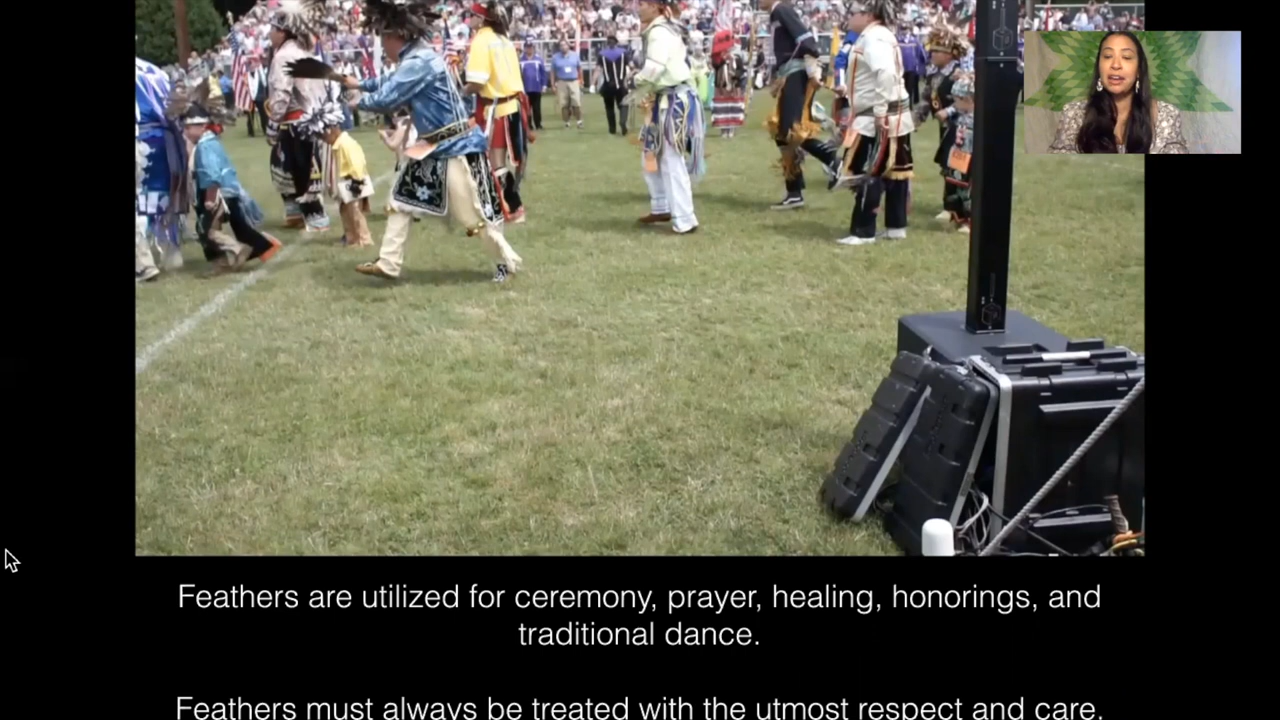 Feathers are utilized for ceremony, prayer, healing, honorings, and
traditional dance.
Feathers must always be treated with the utmost respect and care.